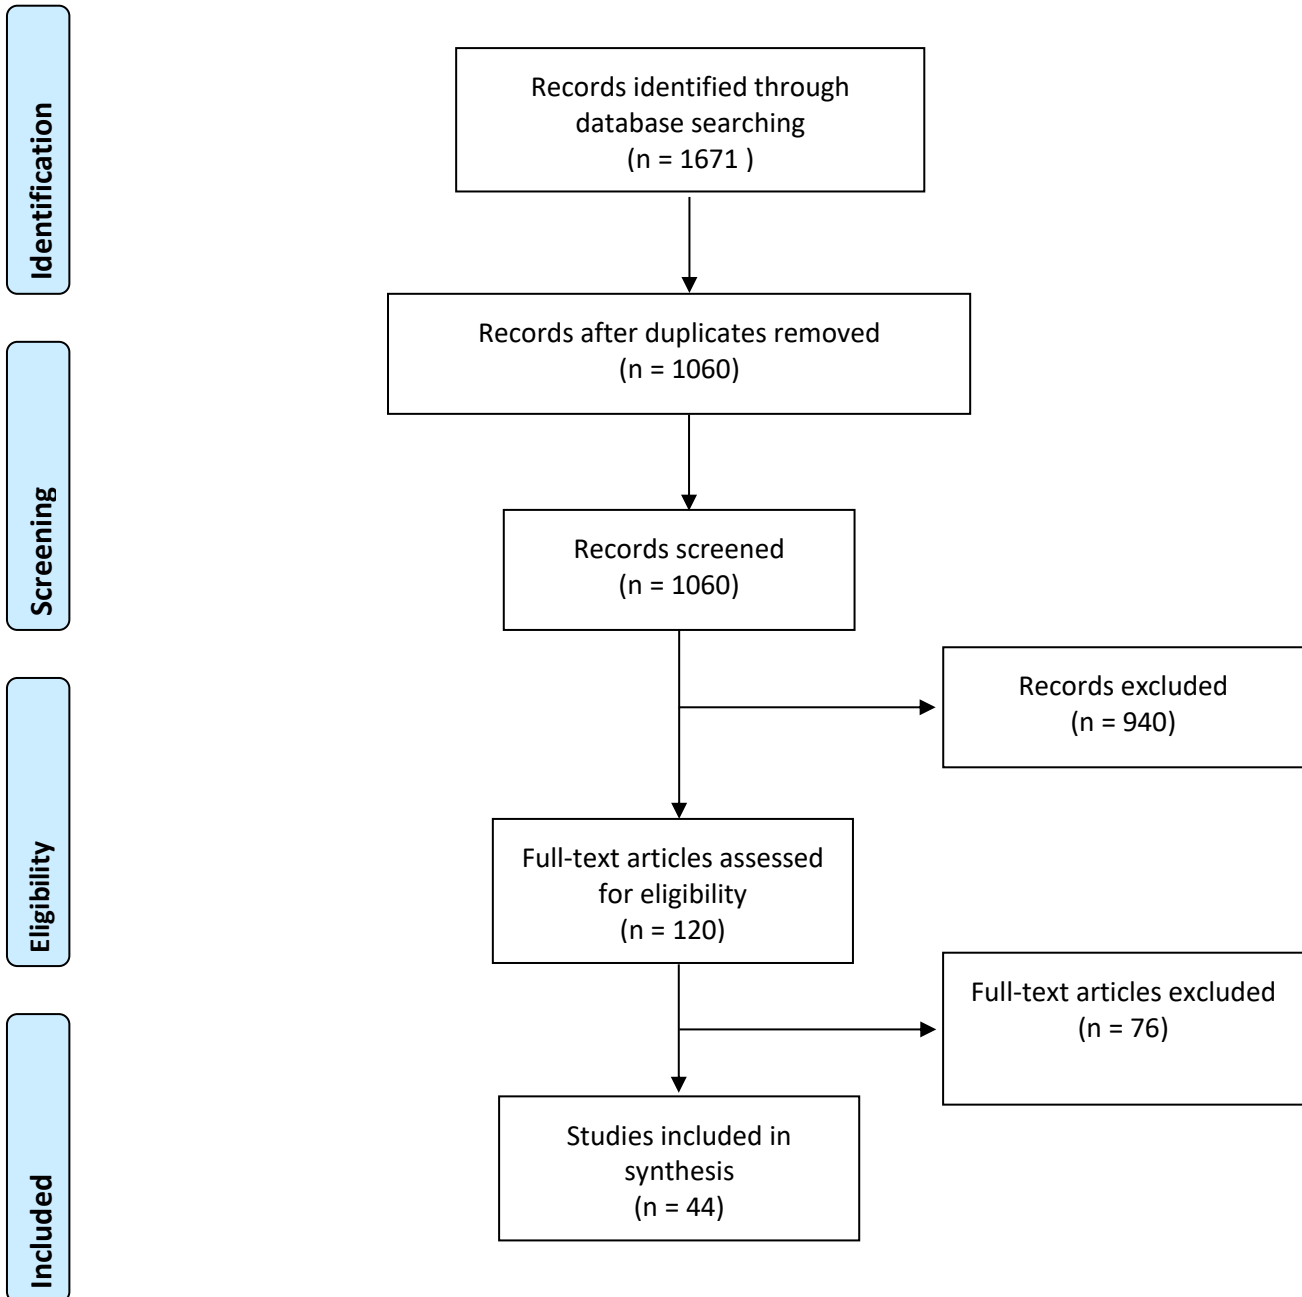 Identification
Records identified through
database searching
(n = 1671 )
Records after duplicates removed
(n = 1060)
Screening
Records screened
(n = 1060)
Records excluded
(n = 940)
Eligibility
Full-text articles assessed
for eligibility
(n = 120)
Full-text articles excluded
(n = 76)
Included
Studies included in
synthesis
(n = 44)